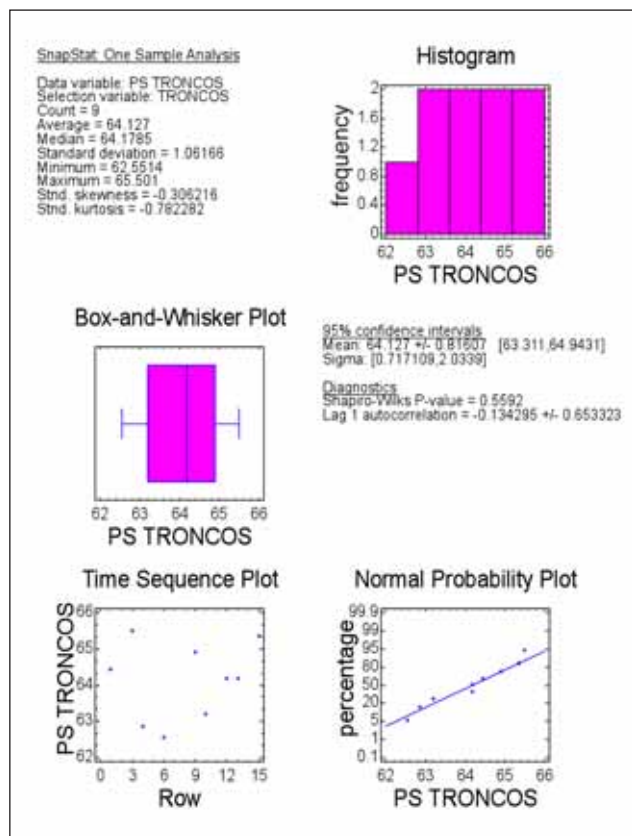 SnapStat: One Sample Analysis
Data variable: PS TRONCOS
Selection variable: TRONCOS
Count = 9
Average = 64.127
Median = 64.1785
Standard deviation = 1.06166
Minimum = 62.5514
Maximum = 65.501
Stnd. skewness = -0.306216
Stnd. kurtosis = -0.782282
Histogram
frequency
2
1.6
1.2
0.8
0.4
0
62 63 64 65 66
PS TRONCOS
Box-and-Whisker Plot
62 63 64 65 66
PS TRONCOS
95% confidence intervals
Mean: 64.127 +/- 0.81607 [63.311,64.9431]
Sigma: [0.717109,2.0339]
Diagnostics
Shapiro-Wilks P-value = 0.5592
Lag 1 autocorrelation = -0.134295 +/- 0.653323
Time Sequence Plot
PS TRONCOS
66
65
64
63
62
0 3 6 9 12 15
Row
Normal Probability Plot
percentage
99.9
99
95
80
50
20
5
1
0.1
62 63 64 65 66
PS TRONCOS